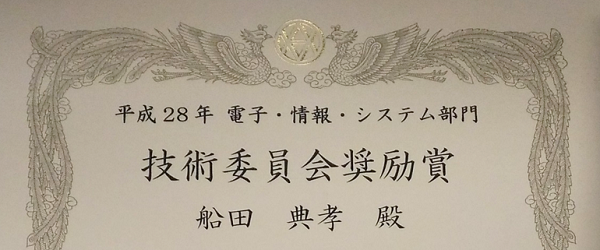 平成28年 電子・情報・システム部門
技術委員会奨励賞
船田 典孝 殿